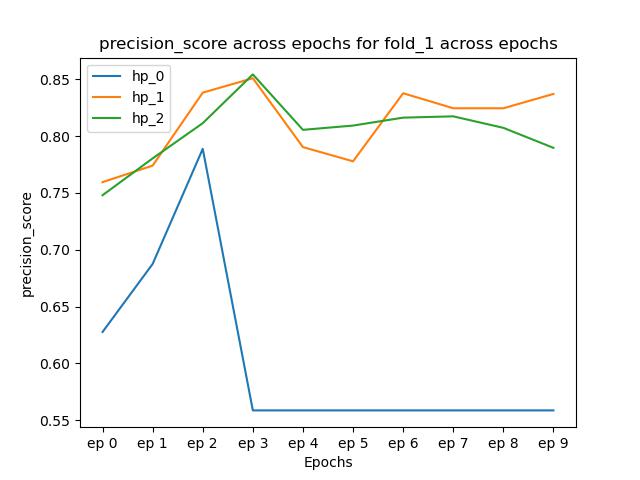 precision_score across epochs for fold_1 across epochs
hp_0
hp_1
hp_2
precision_score
0.85
0.80
0.75
0.70
0.65
0.60
0.55
ep 0 ep 1 ep 2 ep 3 ep 4 ep 5 ep 6 ep 7 ep 8 ep 9
Epochs